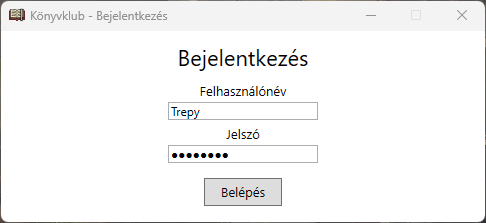 Könyvklub - Bejelentkezés
Bejelentkezés
Felhasználónév
Trepy
Jelszó
●●●●●●●●
Belépés